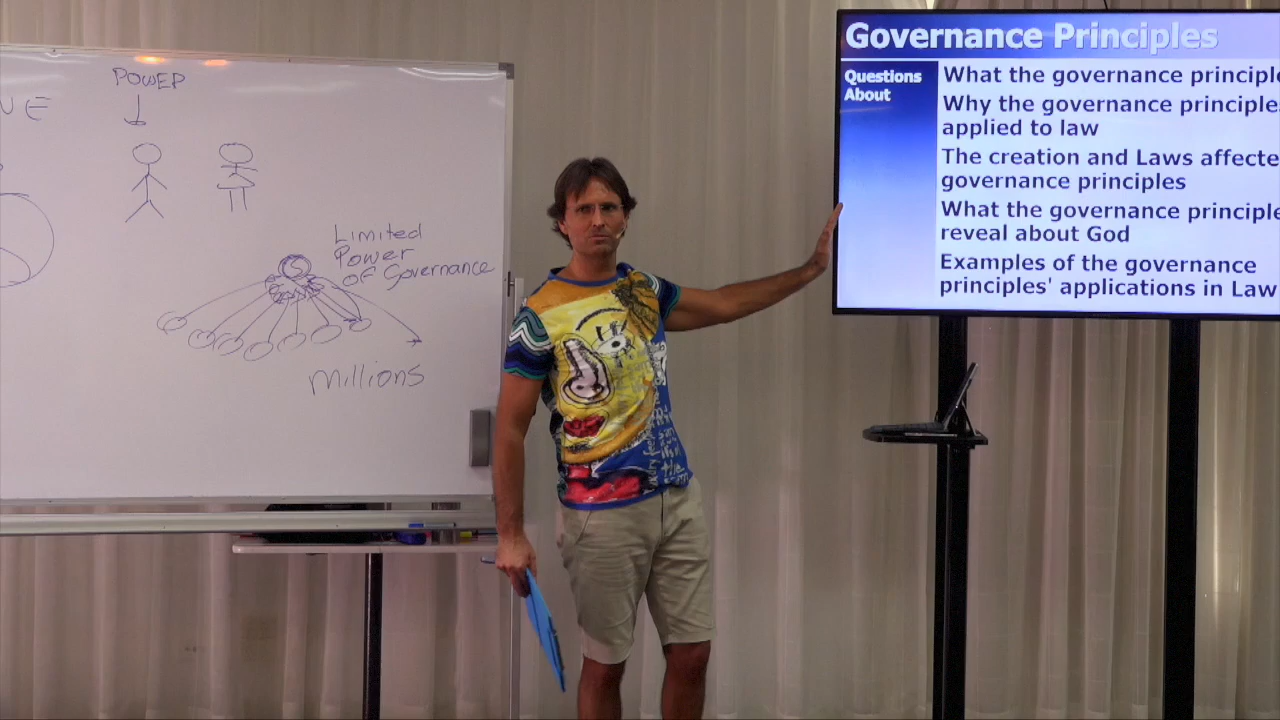 POWER
Limited
Power
of Governance
millions
Governance Principles
Questions
About
What the governance principle
Why the governance principle
applied to law
The creation and Laws affecte
governance principles
What the governance principle
reveal about God
Examples of the governance
principles' applications in Law